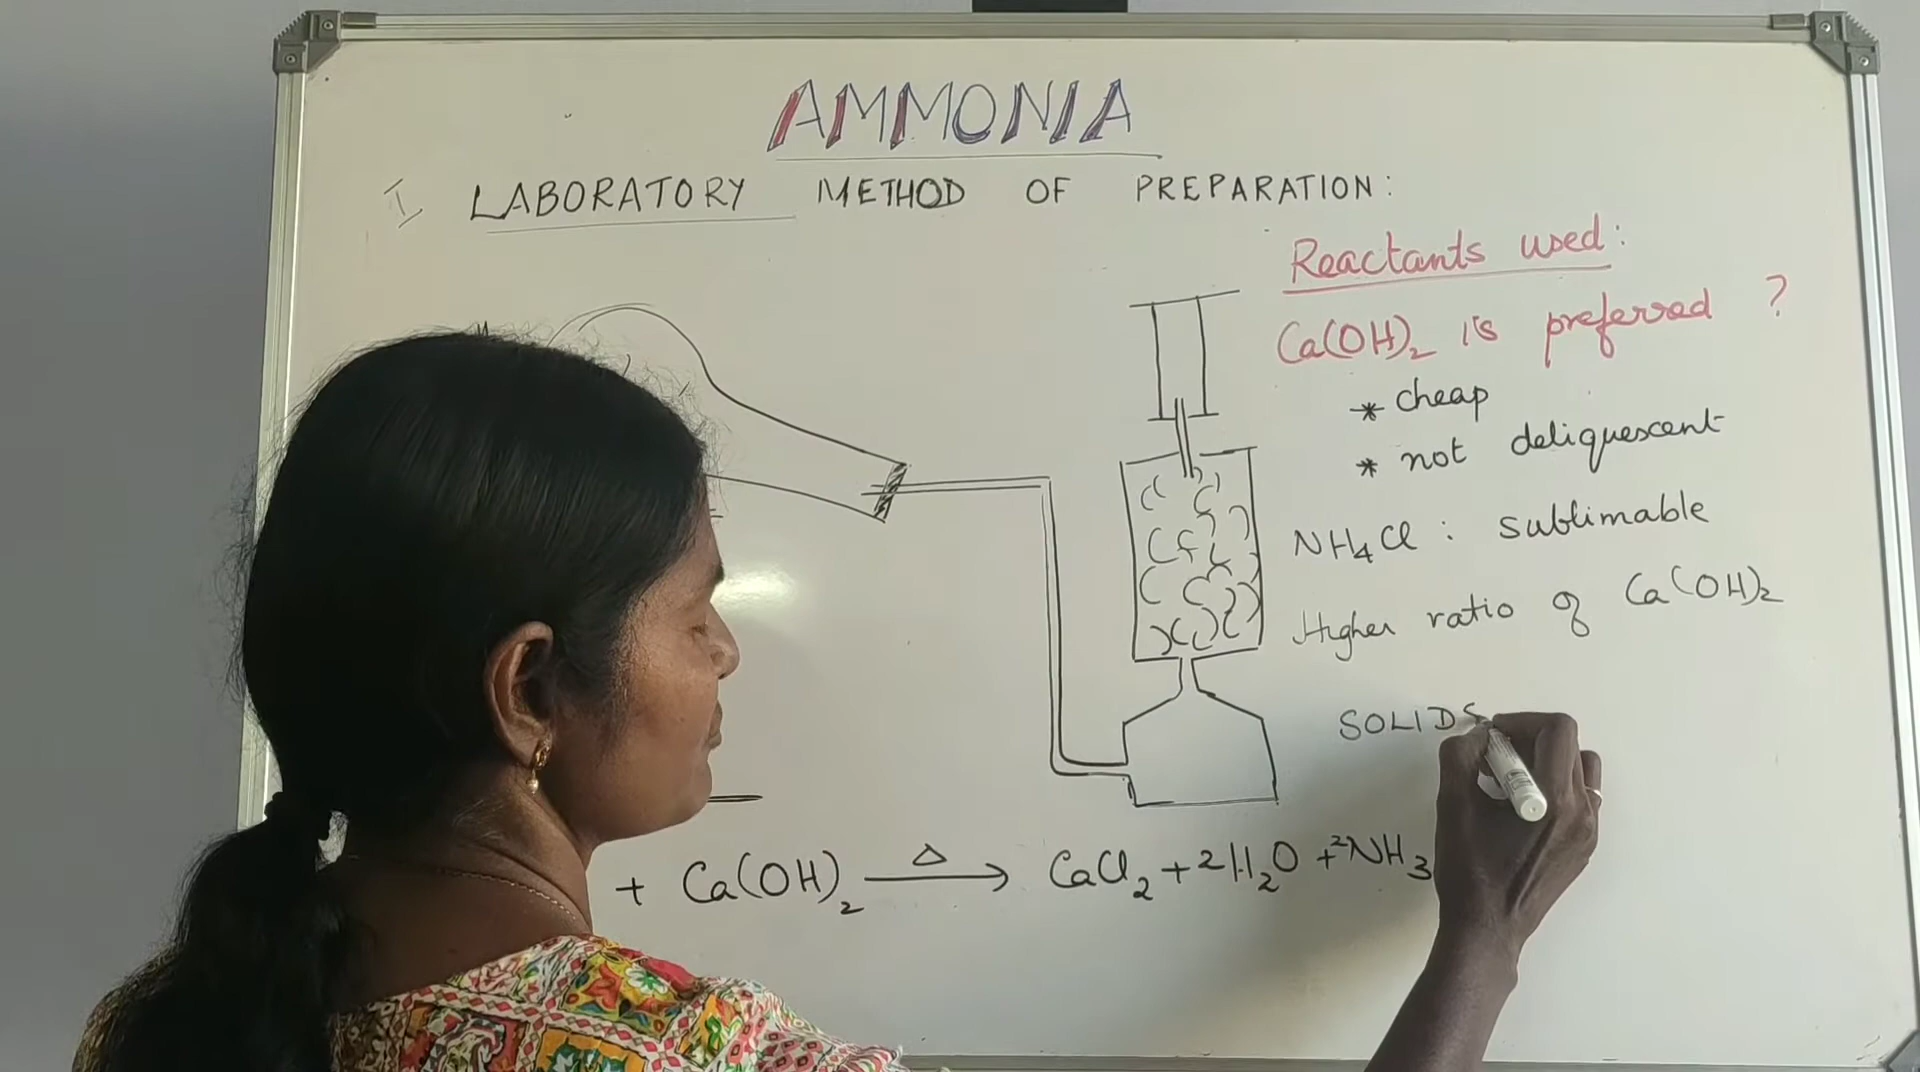 AMMONIA
I LABORATORY METHOD OF PREPARATION:
Reactants used:
Ca(OH)₂ is preferred ?
* cheap
* not deliquescent
NH₄Cl : sublimable
Higher ratio of Ca(OH)₂
SOLIDS
+ Ca(OH)₂ △→ CaCl₂ + 2H₂O + 2NH₃